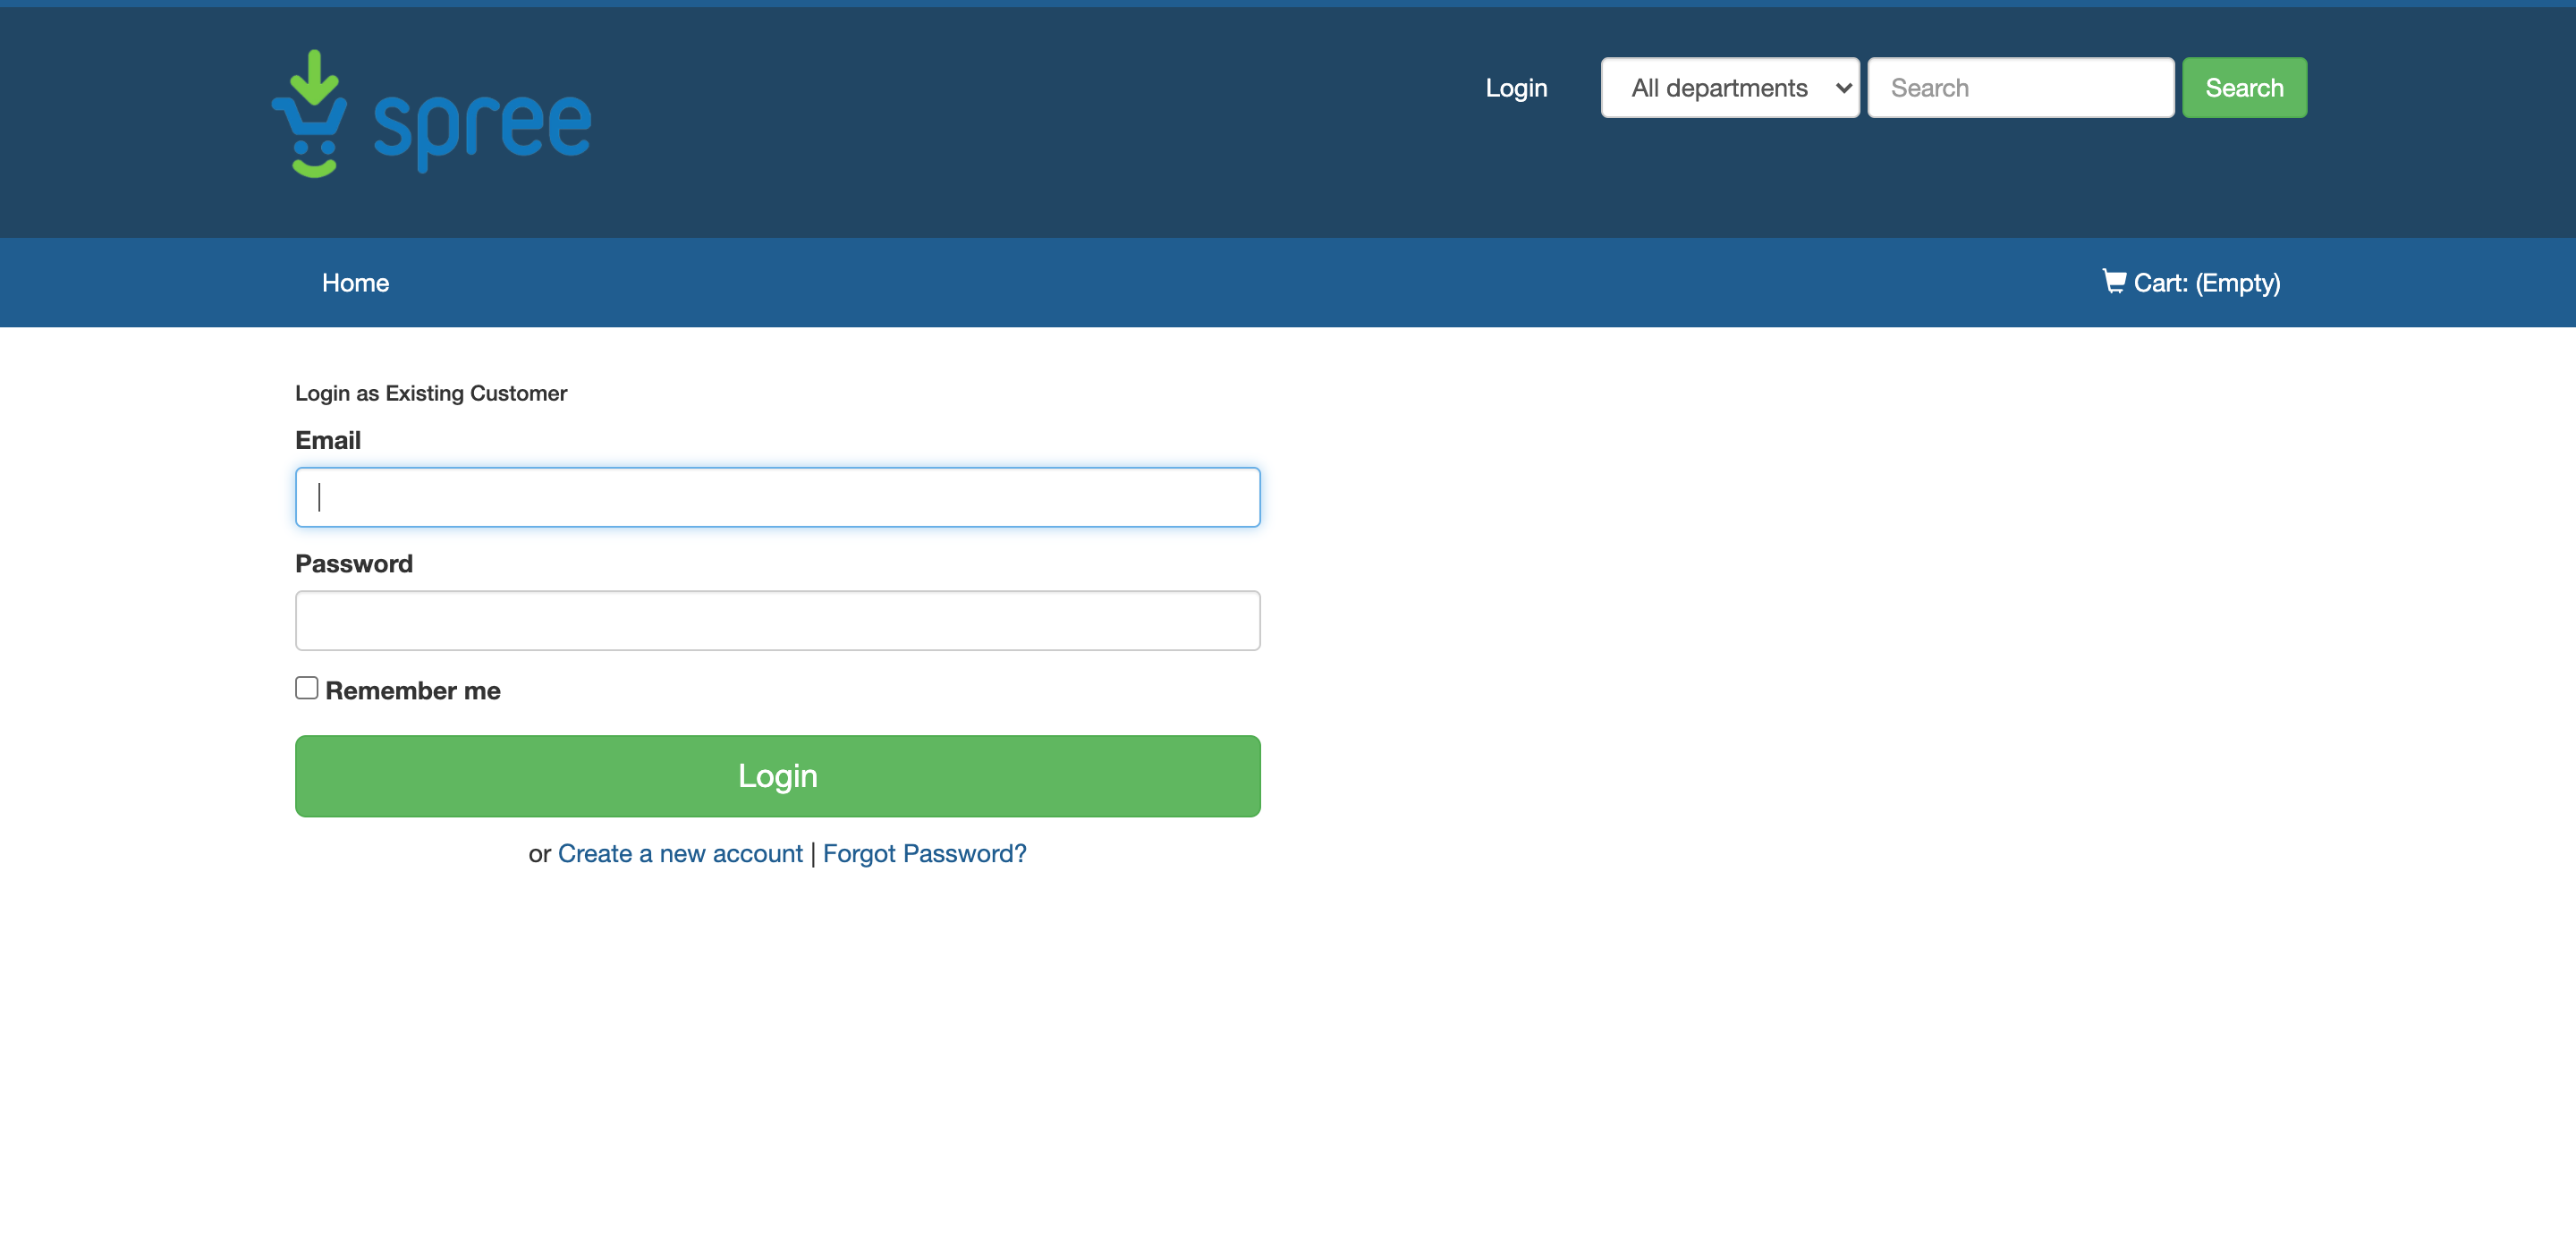 spree
Login
All departments
Search
Search
Home
Cart: (Empty)
Login as Existing Customer
Email
Password
Remember me
Login
or Create a new account | Forgot Password?